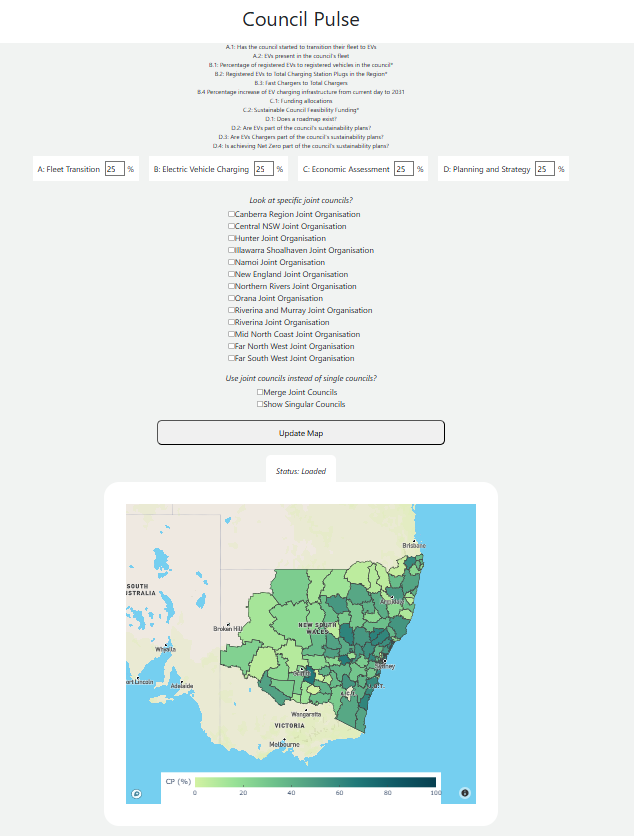 Council Pulse
A.1: Has the council started to transition their fleet to EVs
A.2: EVs present in the council's fleet
B.1: Percentage of registered EVs to registered vehicles in the council*
B.2: Registered EVs to Total Charging Station Plugs in the Region*
B.3: Fast Chargers to Total Chargers
B.4 Percentage increase of EV charging infrastructure from current day to 2031
C.1: Funding allocations
C.2: Sustainable Council Feasibility Funding*
D.1: Does a roadmap exist?
D.2: Are EVs part of the council's sustainability plans?
D.3: Are EVs Chargers part of the council's sustainability plans?
D.4: Is achieving Net Zero part of the council's sustainability plans?
A: Fleet Transition 25 % B: Electric Vehicle Charging 25 % C: Economic Assessment 25 % D: Planning and Strategy 25 %
Look at specific joint councils?
Canberra Region Joint Organisation
Central NSW Joint Organisation
Hunter Joint Organisation
Illawarra Shoalhaven Joint Organisation
Namoi Joint Organisation
New England Joint Organisation
Northern Rivers Joint Organisation
Orana Joint Organisation
Riverina and Murray Joint Organisation
Riverina Joint Organisation
Mid North Coast Joint Organisation
Far North West Joint Organisation
Far South West Joint Organisation
Use joint councils instead of single councils?
Merge Joint Councils
Show Singular Councils
Update Map
Status: Loaded
Brisbane
SOUTH
STRALIA
Armidale
Broken Hill
NEW SOUTH
WALES
Whyalla
Sydney
ort Lincoln
Adelaide
A.C.T.
J.B.T.
Wangaratta
VICTORIA
Melbourne
CP (%)
0 20 40 60 80 100